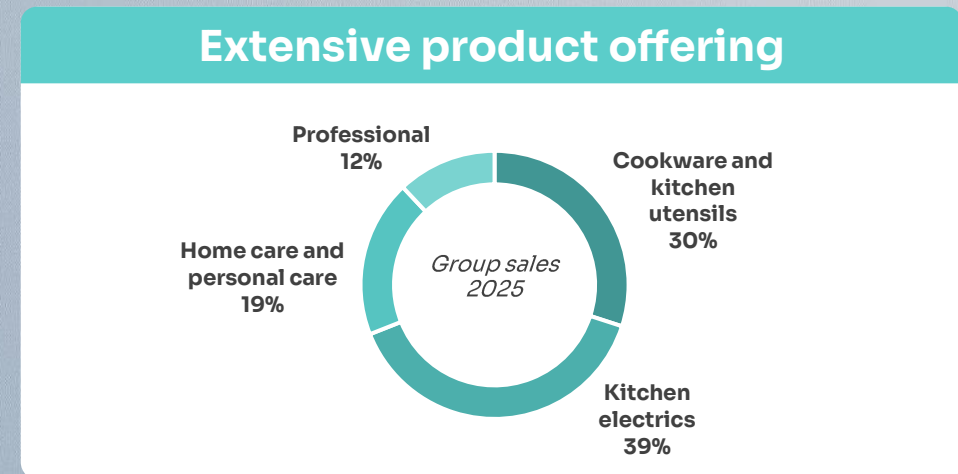 Extensive product offering
Professional
12%
Cookware and
kitchen
utensils
30%
Home care and
personal care
19%
Group sales
2025
Kitchen
electrics
39%